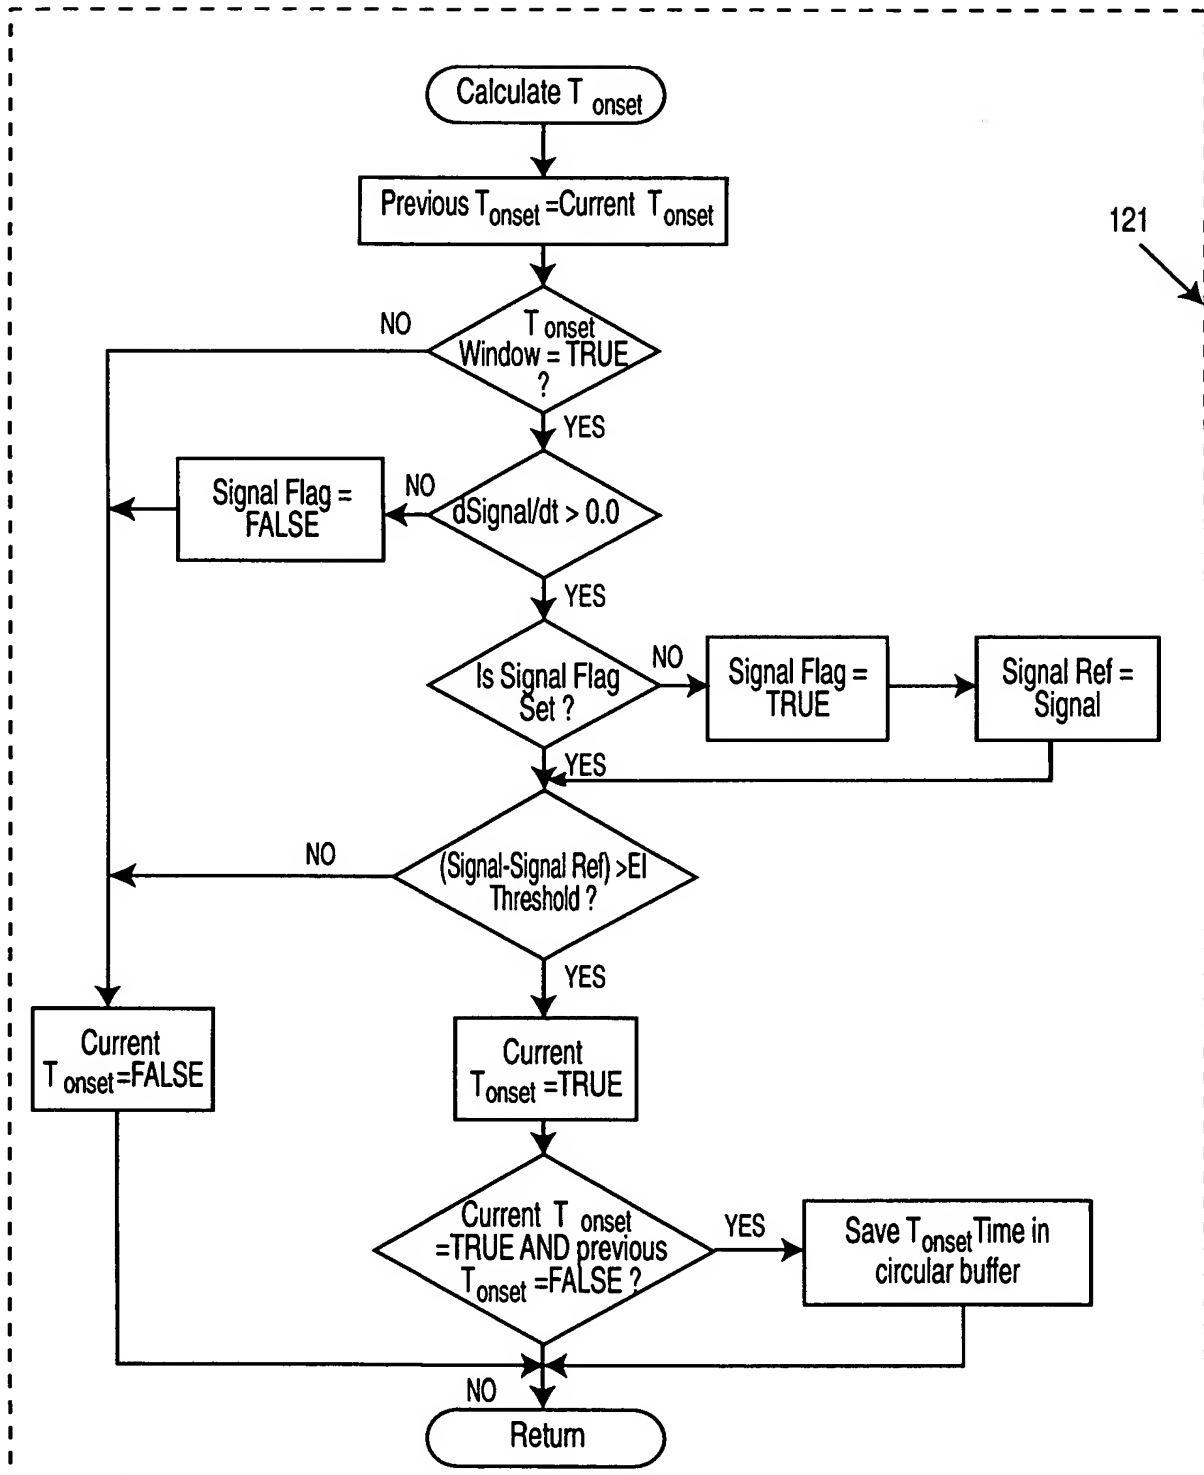 Calculate T onset
Previous T onset =Current T onset
121
NO
T onset
Window = TRUE
?
YES
Signal Flag =
FALSE
NO
dSignal/dt > 0.0
YES
Is Signal Flag
Set ?
NO
Signal Flag =
TRUE
Signal Ref =
Signal
YES
NO
(Signal-Signal Ref) >EI
Threshold ?
YES
Current
T onset =FALSE
Current
T onset =TRUE
Current T onset
=TRUE AND previous
T onset =FALSE ?
YES
Save T onset Time in
circular buffer
NO
Return